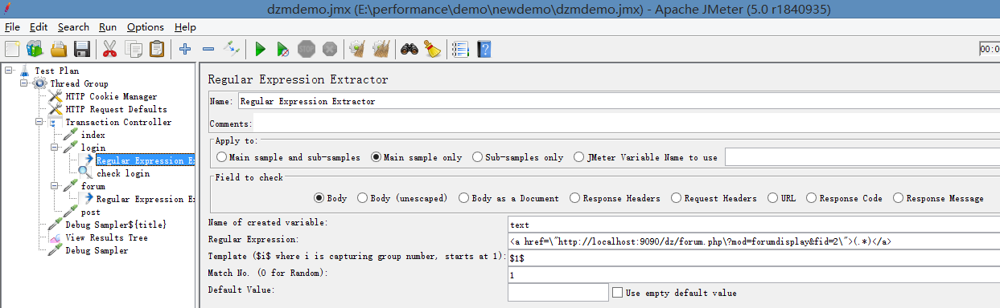 dzmdemo.jmx (E:\performance\demo\newdemo\dzmdemo.jmx) - Apache JMeter (5.0 r1840935)
File Edit Search Run Options Help
00:0
Test Plan
Thread Group
HTTP Cookie Manager
HTTP Request Defaults
Transaction Controller
index
login
Regular Expression Ex
check login
forum
Regular Expression Ex
post
Debug Sampler${title}
View Results Tree
Debug Sampler
Regular Expression Extractor
Name: Regular Expression Extractor
Comments:
Apply to:
Main sample and sub-samples Main sample only Sub-samples only JMeter Variable Name to use
Field to check
Body Body (unescaped) Body as a Document Response Headers Request Headers URL Response Code Response Message
Name of created variable: text
Regular Expression: <a href=\"http://localhost:9090/dz/forum.php\?mod=forumdisplay&fid=2\">(.*)</a>
Template ($i$ where i is capturing group number, starts at 1): $1$
Match No. (0 for Random): 1
Default Value: Use empty default value